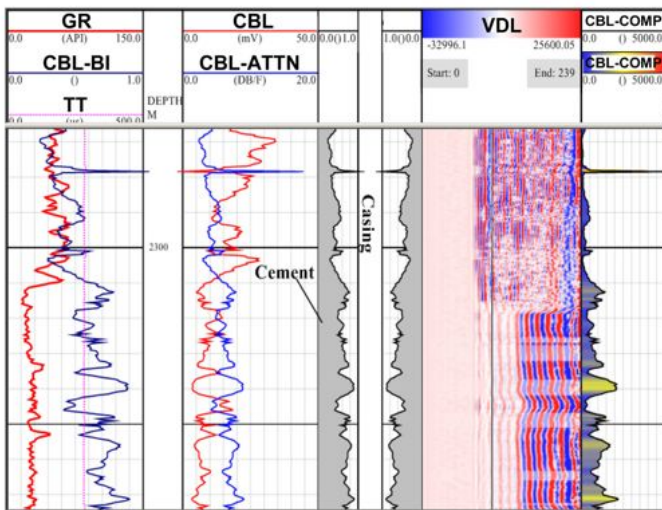 GR
0.0 (API) 150.0
CBL-BI
0.0 () 1.0
TT
0.0 (us) 500.0
DEPTH
M
CBL
0.0 (mV) 50.0
CBL-ATTN
0.0 (DB/F) 20.0
0.0()1.0
1.0()0.0
VDL
-32996.1 25600.05
Start: 0 End: 239
CBL-COMP
0.0 () 5000.0
CBL-COMP
0.0 () 5000.0
2300
Casing
Cement